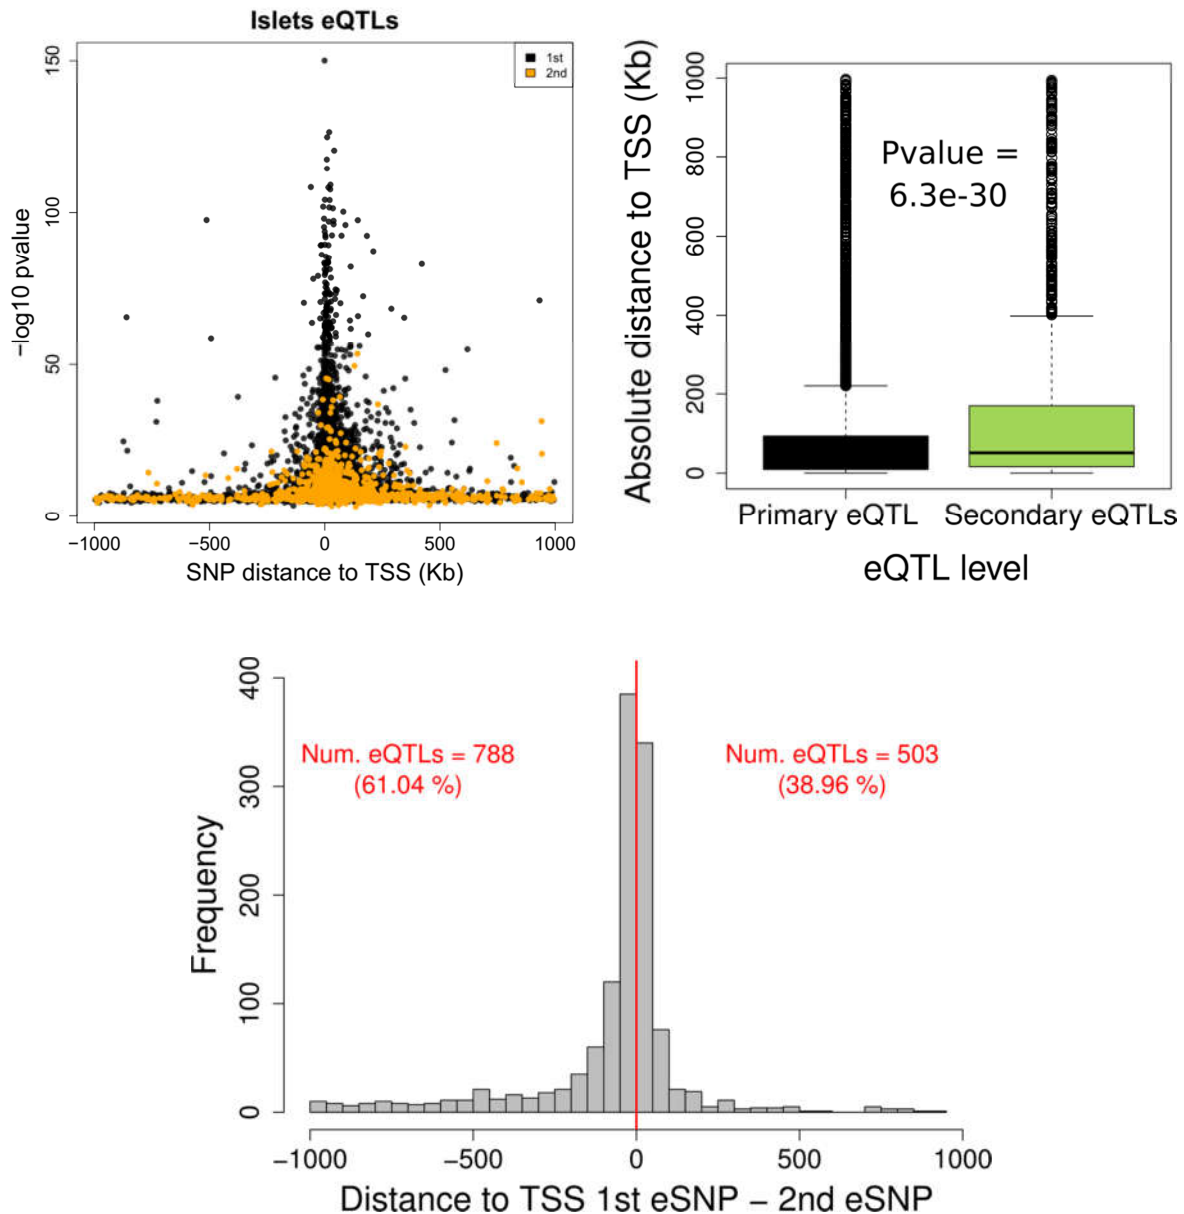 Islets eQTLs
1st
2nd
150
100
50
0
−log10 pvalue
−1000 −500 0 500 1000
SNP distance to TSS (Kb)
Absolute distance to TSS (Kb)
1000
800
600
400
200
0
Pvalue =
6.3e-30
Primary eQTL Secondary eQTLs
eQTL level
400
300
200
100
0
Frequency
Num. eQTLs = 788
(61.04 %)
Num. eQTLs = 503
(38.96 %)
−1000 −500 0 500 1000
Distance to TSS 1st eSNP − 2nd eSNP